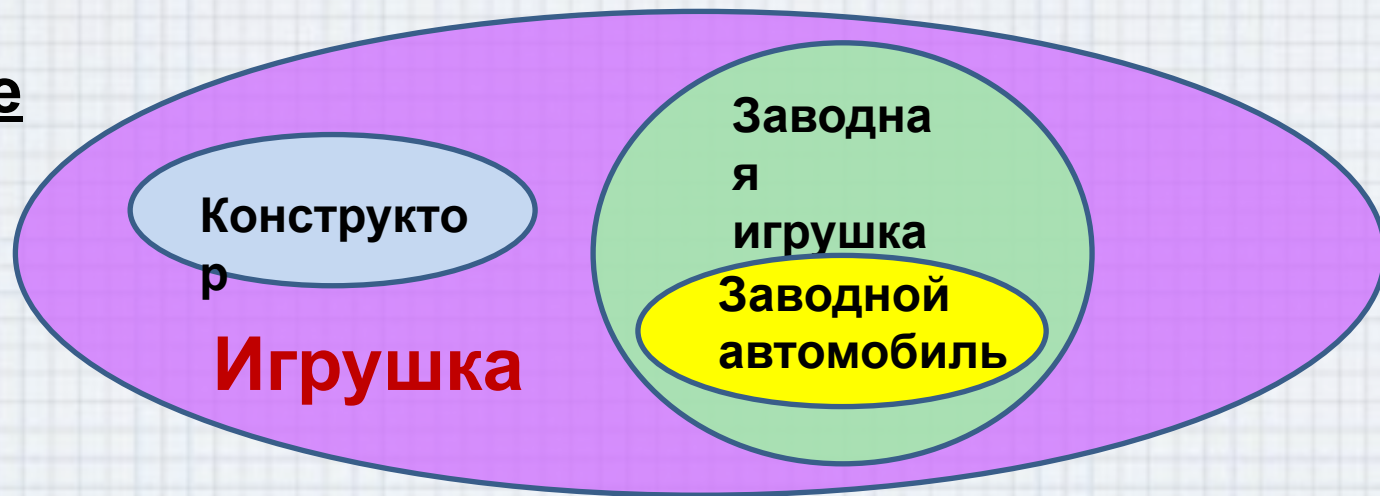 е
Заводна
я
игрушка
Конструкто
р
Заводной
автомобиль
Игрушка